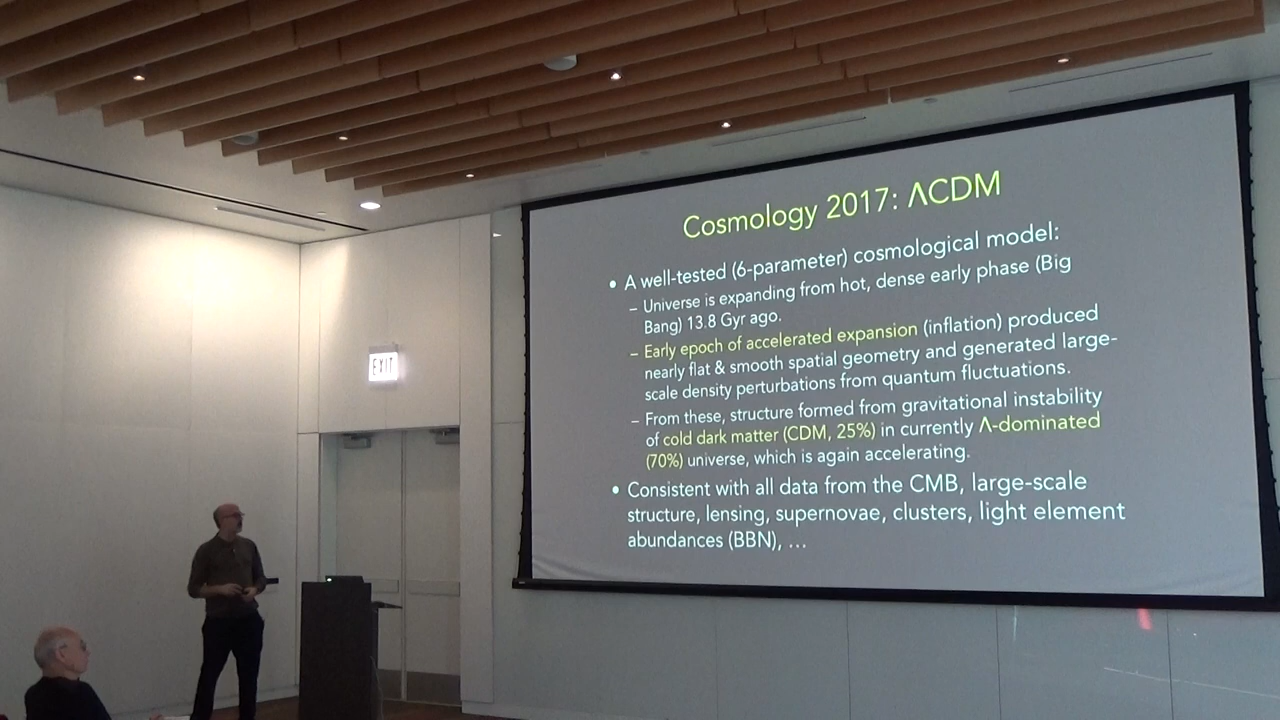 EXIT
Cosmology 2017: ΛCDM
• A well-tested (6-parameter) cosmological model:
– Universe is expanding from hot, dense early phase (Big
Bang) 13.8 Gyr ago.
– Early epoch of accelerated expansion (inflation) produced
nearly flat & smooth spatial geometry and generated large-
scale density perturbations from quantum fluctuations.
– From these, structure formed from gravitational instability
of cold dark matter (CDM, 25%) in currently Λ-dominated
(70%) universe, which is again accelerating.
• Consistent with all data from the CMB, large-scale
structure, lensing, supernovae, clusters, light element
abundances (BBN), …